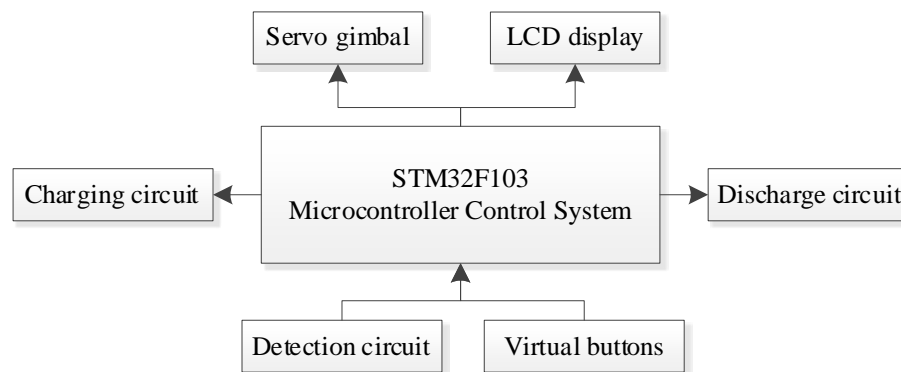 Servo gimbal
LCD display
Charging circuit
STM32F103
Microcontroller Control System
Discharge circuit
Detection circuit
Virtual buttons